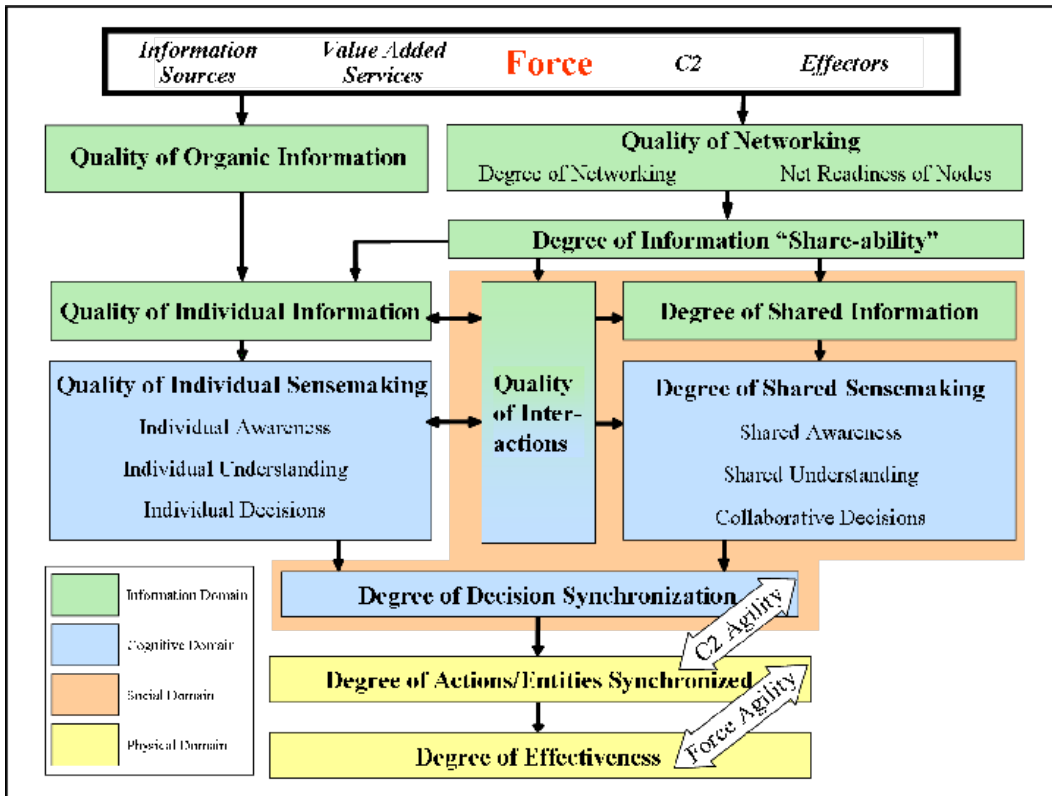 Information Sources
Value Added Services
Force
C2
Effectors
Quality of Organic Information
Quality of Networking
Degree of Networking
Net Readiness of Nodes
Degree of Information “Share-ability”
Quality of Individual Information
Degree of Shared Information
Quality of Individual Sensemaking
Individual Awareness
Individual Understanding
Individual Decisions
Quality
of Inter-
actions
Degree of Shared Sensemaking
Shared Awareness
Shared Understanding
Collaborative Decisions
Degree of Decision Synchronization
C2 Agility
Degree of Actions/Entities Synchronized
Force Agility
Degree of Effectiveness
Information Domain
Cognitive Domain
Social Domain
Physical Domain